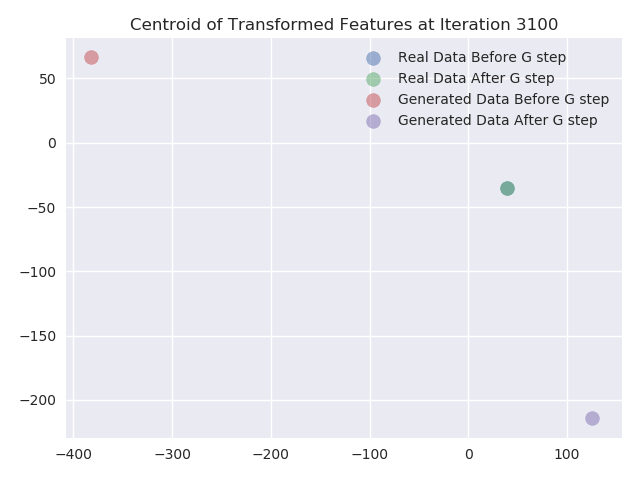 Centroid of Transformed Features at Iteration 3100
Real Data Before G step
Real Data After G step
Generated Data Before G step
Generated Data After G step
50
0
−50
−100
−150
−200
−400
−300
−200
−100
0
100